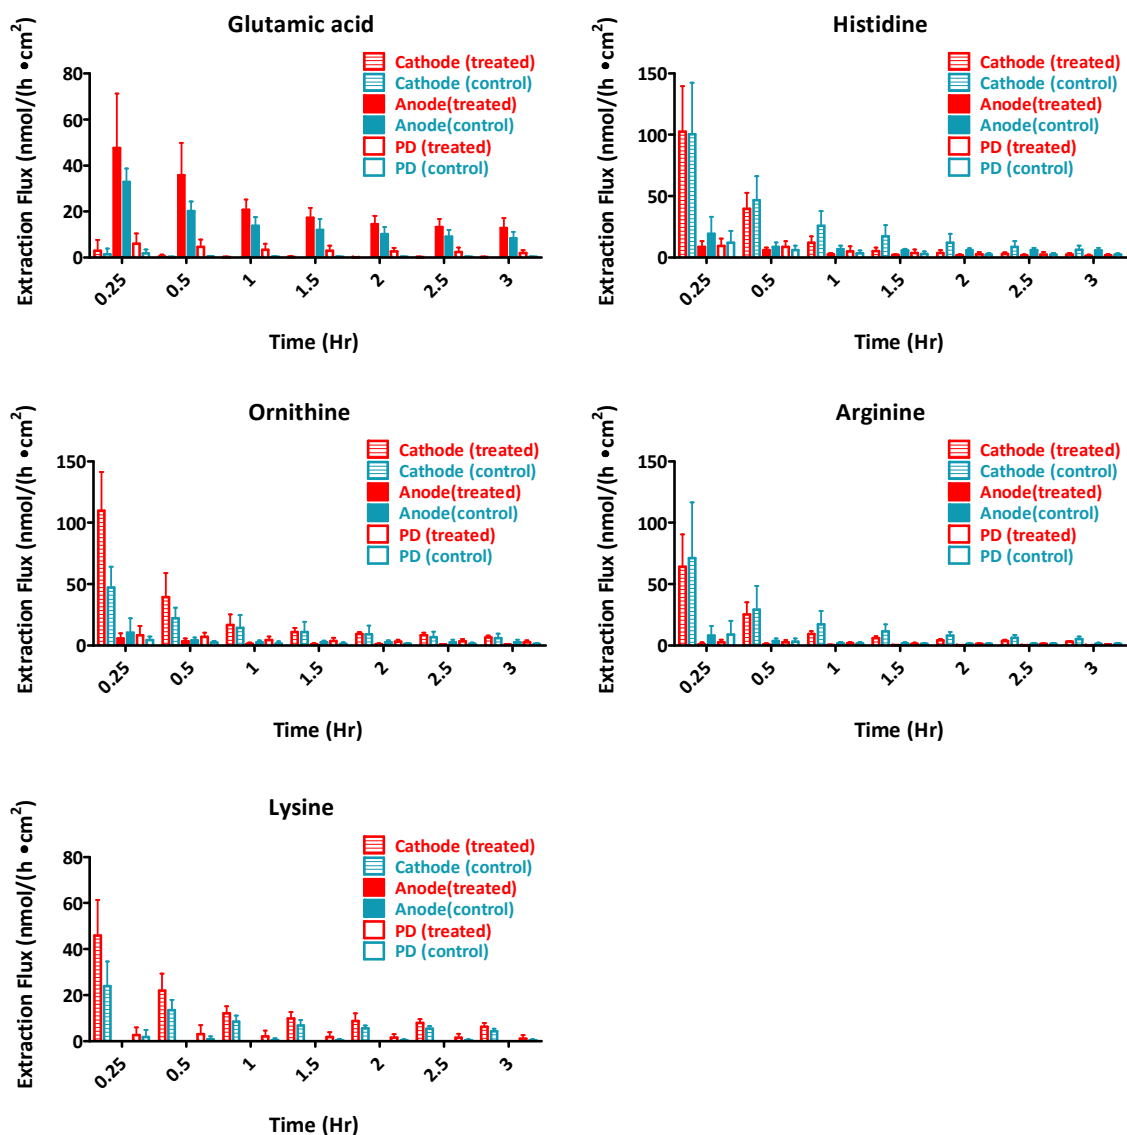 Glutamic acid
Cathode (treated)
Cathode (control)
Anode(treated)
Anode(control)
PD (treated)
PD (control)
80
60
40
20
0
Extraction Flux (nmol/(h •cm²)
0.25
0.5
1
1.5
2
2.5
3
Time (Hr)
Histidine
Cathode (treated)
Cathode (control)
Anode(treated)
Anode(control)
PD (treated)
PD (control)
150
100
50
0
Extraction Flux (nmol/(h •cm²)
0.25
0.5
1
1.5
2
2.5
3
Time (Hr)
Ornithine
Cathode (treated)
Cathode (control)
Anode(treated)
Anode(control)
PD (treated)
PD (control)
150
100
50
0
Extraction Flux (nmol/(h •cm²)
0.25
0.5
1
1.5
2
2.5
3
Time (Hr)
Arginine
Cathode (treated)
Cathode (control)
Anode(treated)
Anode(control)
PD (treated)
PD (control)
150
100
50
0
Extraction Flux (nmol/(h •cm²)
0.25
0.5
1
1.5
2
2.5
3
Time (Hr)
Lysine
Cathode (treated)
Cathode (control)
Anode(treated)
Anode(control)
PD (treated)
PD (control)
80
60
40
20
0
Extraction Flux (nmol/(h •cm²)
0.25
0.5
1
1.5
2
2.5
3
Time (Hr)